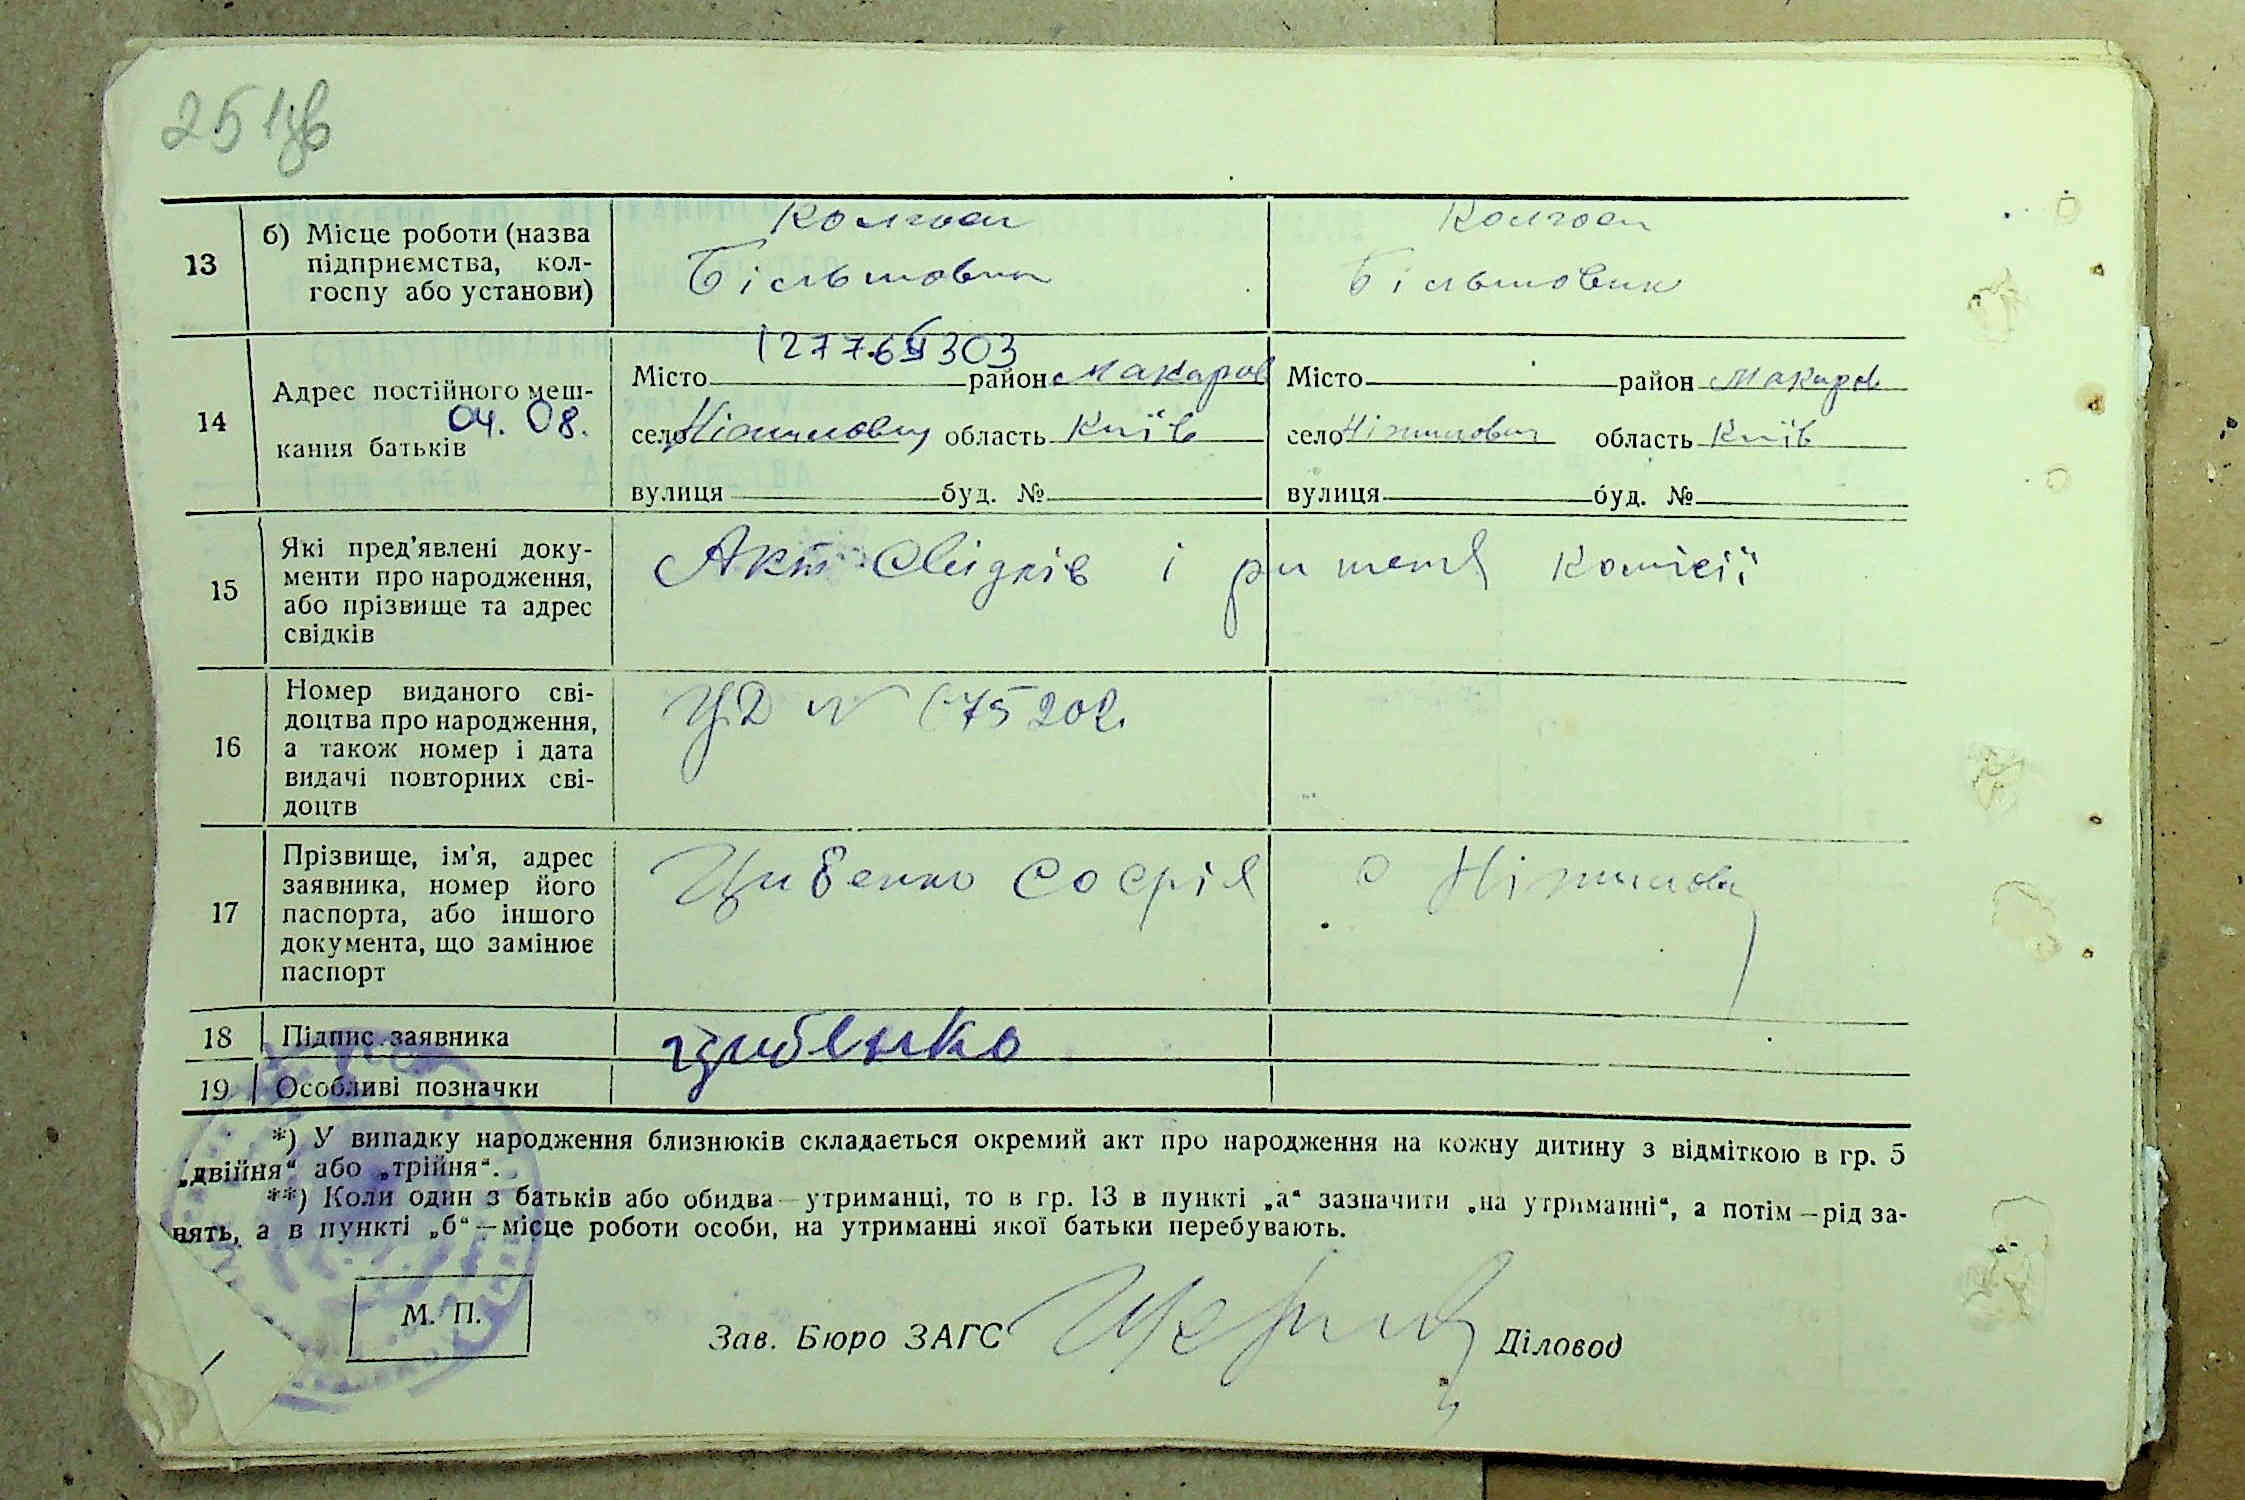 251зв
13
б) Місце роботи (назва
підприємства, кол-
госпу або установи)
Колгосп
Більшовик
Колгосп
Більшовик
14
Адрес постійного меш-
кання батьків
04. 08.
Місто район Макаров
село область Київ
вулиця буд. №
Місто район Макаров
село область Київ
вулиця буд. №
15
Які пред'явлені доку-
менти про народження,
або прізвище та адрес
свідків
Акт свідків і комісії
16
Номер виданого сві-
доцтва про народження,
а також номер і дата
видачі повторних сві-
доцтв
17
Прізвище, ім'я, адрес
заявника, номер його
паспорта, або іншого
документа, що замінює
паспорт
Цибенко Софія с
18
Підпис заявника
Цибенко
19
Особливі позначки
*) У випадку народження близнюків складається окремий акт про народження на кожну дитину з відміткою в гр. 5
„двійня“ або „трійня“.
**) Коли один з батьків або обидва—утриманці, то в гр. 13 в пункті „а“ зазначити „на утриманні“, а потім—рід за-
нять, а в пункті „б“—місце роботи особи, на утриманні якої батьки перебувають.
М. П.
Зав. Бюро ЗАГС
Діловод